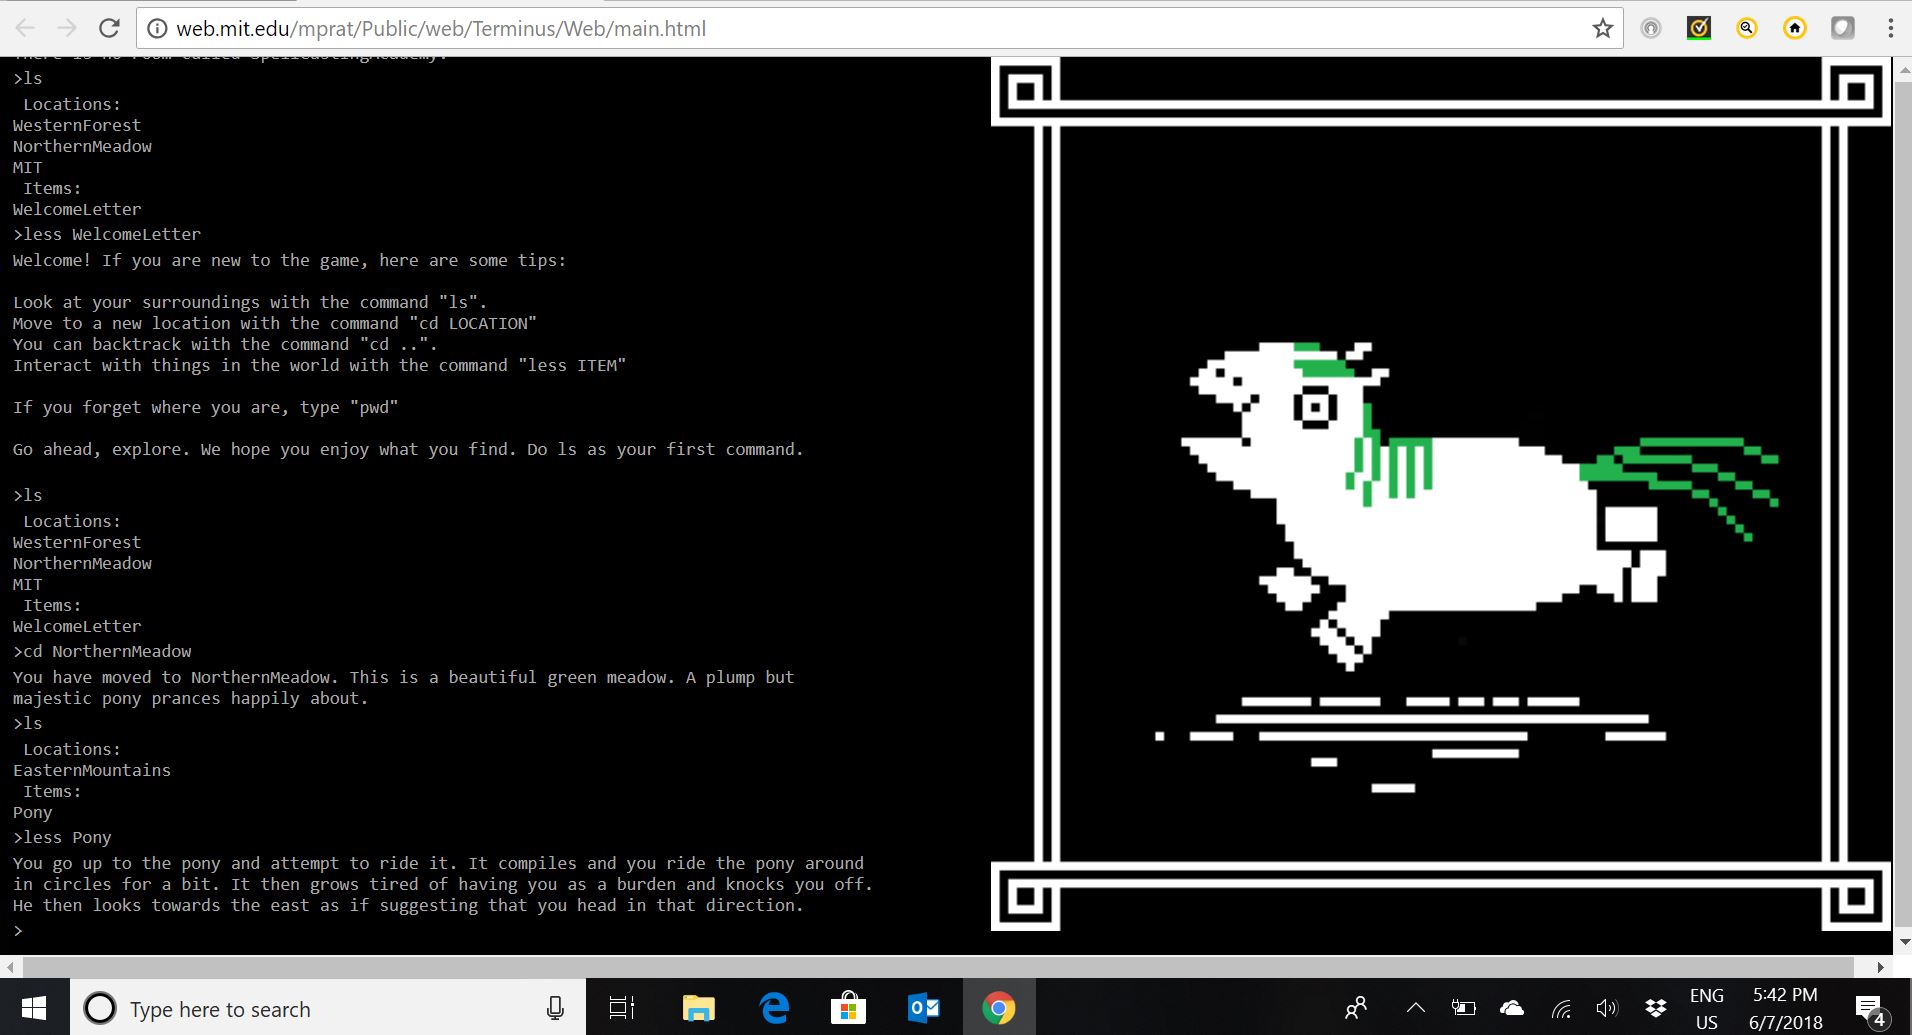 web.mit.edu/mprat/Public/web/Terminus/Web/main.html
There is no room called SpellcastingAcademy.
>ls
Locations:
WesternForest
NorthernMeadow
MIT
Items:
WelcomeLetter
>less WelcomeLetter
Welcome! If you are new to the game, here are some tips:
Look at your surroundings with the command "ls".
Move to a new location with the command "cd LOCATION"
You can backtrack with the command "cd ..".
Interact with things in the world with the command "less ITEM"
If you forget where you are, type "pwd"
Go ahead, explore. We hope you enjoy what you find. Do ls as your first command.
>ls
Locations:
WesternForest
NorthernMeadow
MIT
Items:
WelcomeLetter
>cd NorthernMeadow
You have moved to NorthernMeadow. This is a beautiful green meadow. A plump but
majestic pony prances happily about.
>ls
Locations:
EasternMountains
Items:
Pony
>less Pony
You go up to the pony and attempt to ride it. It compiles and you ride the pony around
in circles for a bit. It then grows tired of having you as a burden and knocks you off.
He then looks towards the east as if suggesting that you head in that direction.
>
Type here to search
ENG
US
5:42 PM
6/7/2018
4